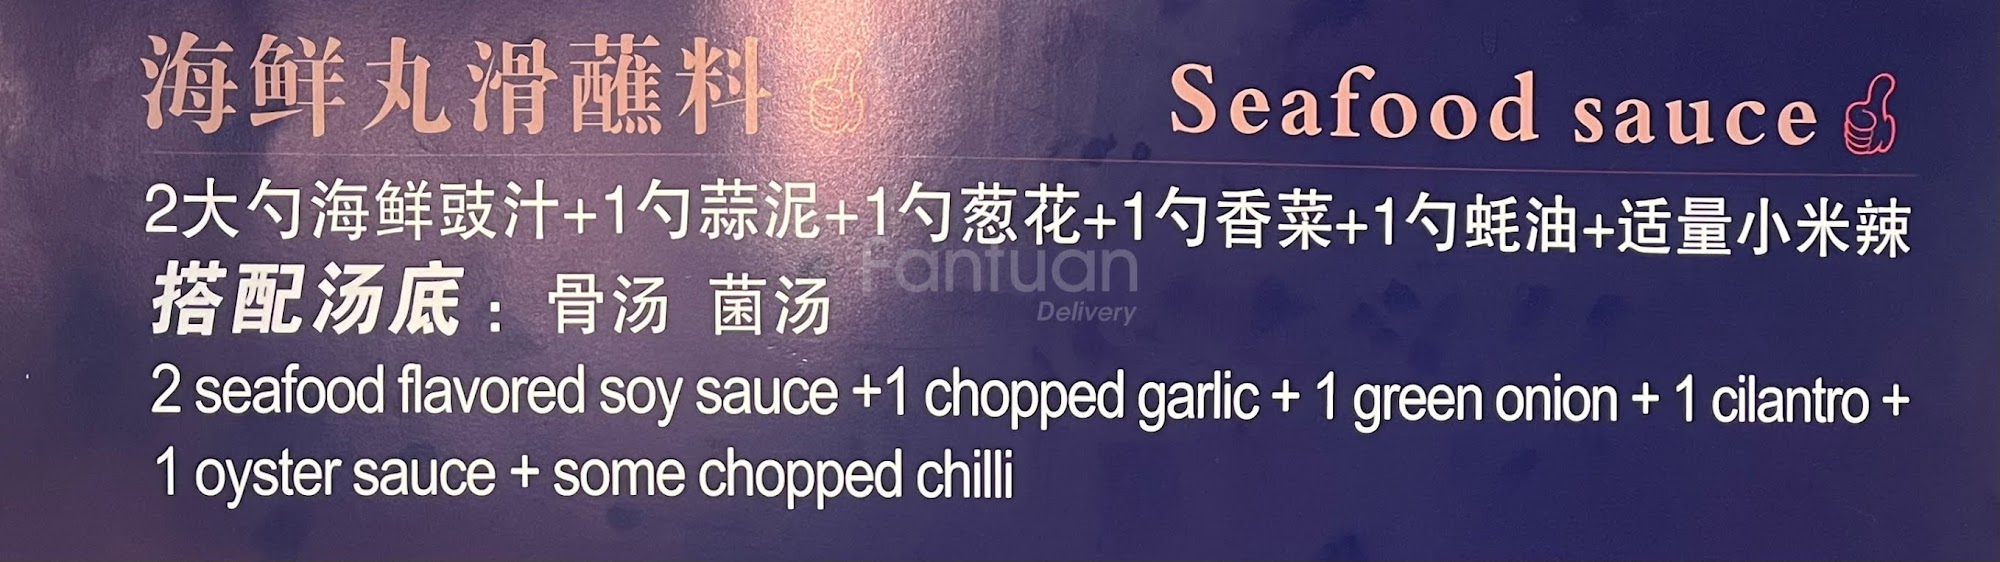 海鲜丸滑蘸料
Seafood sauce
2大勺海鲜豉汁+1勺蒜泥+1勺葱花+1勺香菜+1勺蚝油+适量小米辣
搭配汤底：骨汤 菌汤
Fantuan
Delivery
2 seafood flavored soy sauce +1 chopped garlic + 1 green onion + 1 cilantro +
1 oyster sauce + some chopped chilli